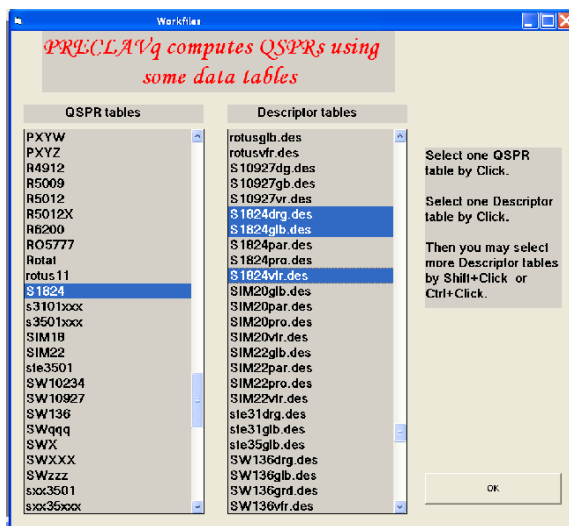 Workfiles
PRECLAVq computes QSPRs using
some data tables
QSPR tables
PXYW
PXYZ
R4912
R5009
R5012
R5012X
R6200
RO5777
Rotal
rotus11
S1824
s3101xxx
s3501xxx
SIM18
SIM22
ste3501
SW10234
SW10927
SW136
SWqqq
SWX
SWXXX
SWzzz
sxx3501
sxx35xxx
Descriptor tables
rotusglb.des
rotusvfr.des
S10927dg.des
S10927gb.des
S10927vr.des
S1824drg.des
S1824glb.des
S1824par.des
S1824pro.des
S1824vfr.des
SIM20glb.des
SIM20par.des
SIM20pro.des
SIM20vfr.des
SIM22glb.des
SIM22par.des
SIM22pro.des
SIM22vfr.des
ste31drg.des
ste31glb.des
ste35glb.des
SW136drg.des
SW136glb.des
SW136grd.des
SW136vfr.des
Select one QSPR
table by Click.
Select one Descriptor
table by Click.
Then you may select
more Descriptor tables
by Shift+Click or
Ctrl+Click.
OK